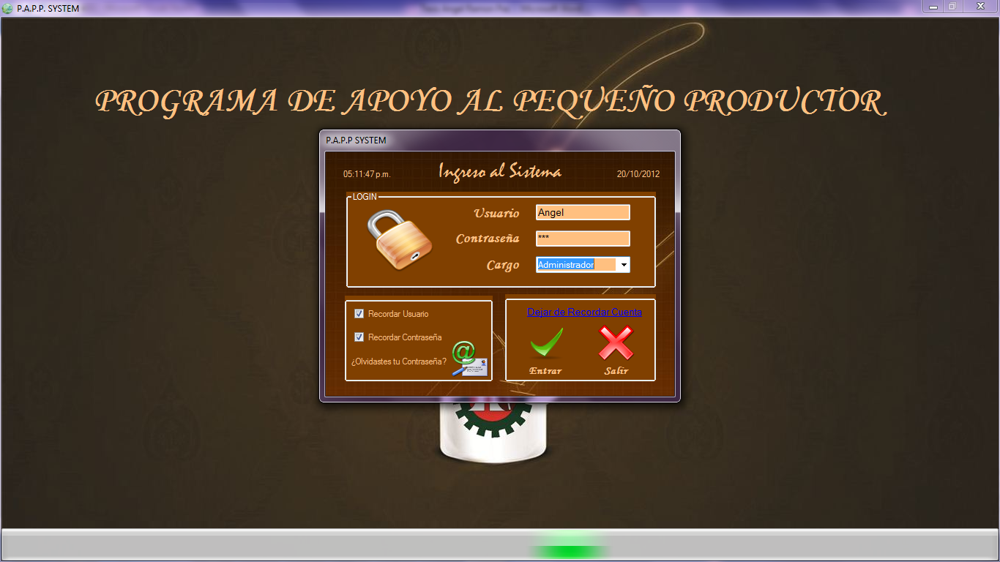 P.A.P.P. SYSTEM
PROGRAMA DE APOYO AL PEQUEÑO PRODUCTOR
P.A.P.P SYSTEM
05:11:47 p.m.
Ingreso al Sistema
20/10/2012
LOGIN
Usuario
Angel
Contraseña
***
Cargo
Administrador
Recordar Usuario
Recordar Contraseña
¿Olvidastes tu Contraseña?
Dejar de Recordar Cuenta
Entrar
Salir